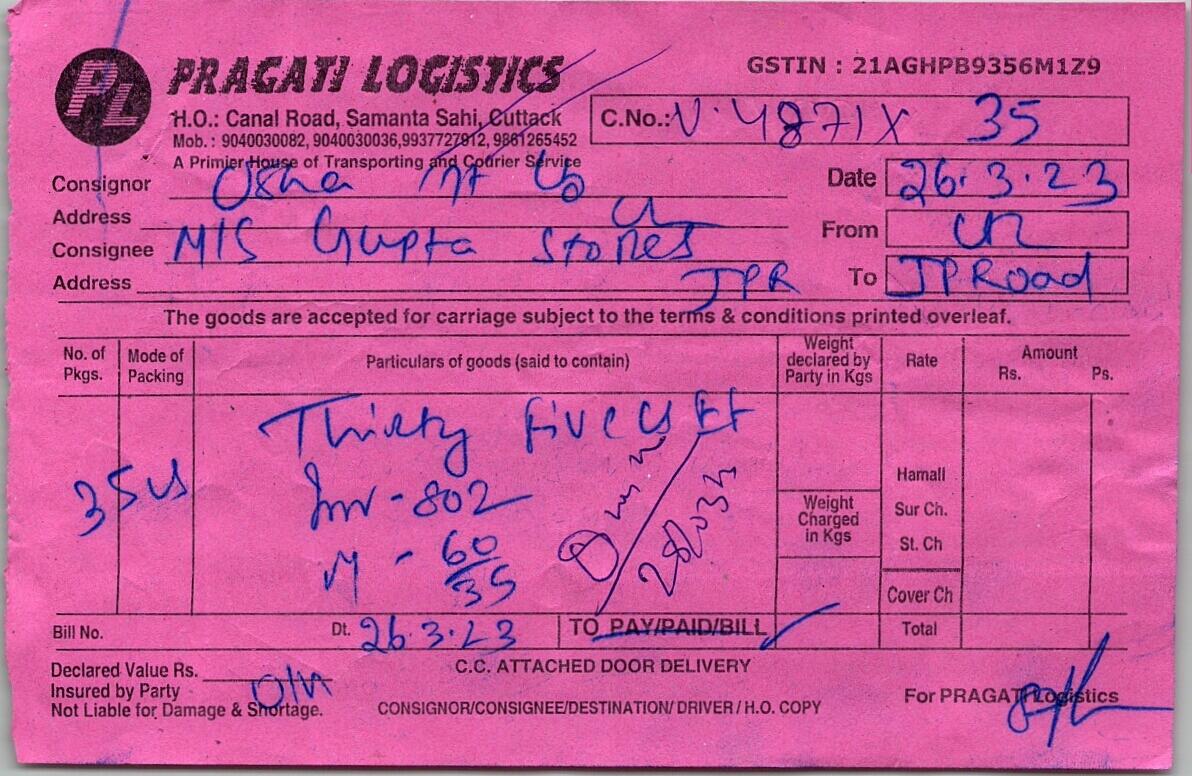 PL PRAGATI LOGISTICS
GSTIN : 21AGHPB9356M1Z9
H.O.: Canal Road, Samanta Sahi, Cuttack
C.No.: V. 4871X 35
Mob. : 9040030082, 9040030036,9937727912, 9861265452
A Primier House of Transporting and Courier Service
Consignor Usha
Date 26.3.23
Address
From
Consignee M/S Gupta Stores
Address JPR
To JPRoad
The goods are accepted for carriage subject to the terms & conditions printed overleaf.
No. of Pkgs. Mode of Packing Particulars of goods (said to contain) Weight declared by Party in Kgs Rate Amount Rs. Ps.
Thirty five
35
Inv - 802
M - 60/35
Weight Charged in Kgs
Hamall
Sur Ch.
St. Ch
Cover Ch
Bill No. Dt. 26.3.23 TO PAY/PAID/BILL Total
Declared Value Rs.
C.C. ATTACHED DOOR DELIVERY
Insured by Party
Not Liable for Damage & Shortage.
CONSIGNOR/CONSIGNEE/DESTINATION/ DRIVER / H.O. COPY
For PRAGATI Logistics